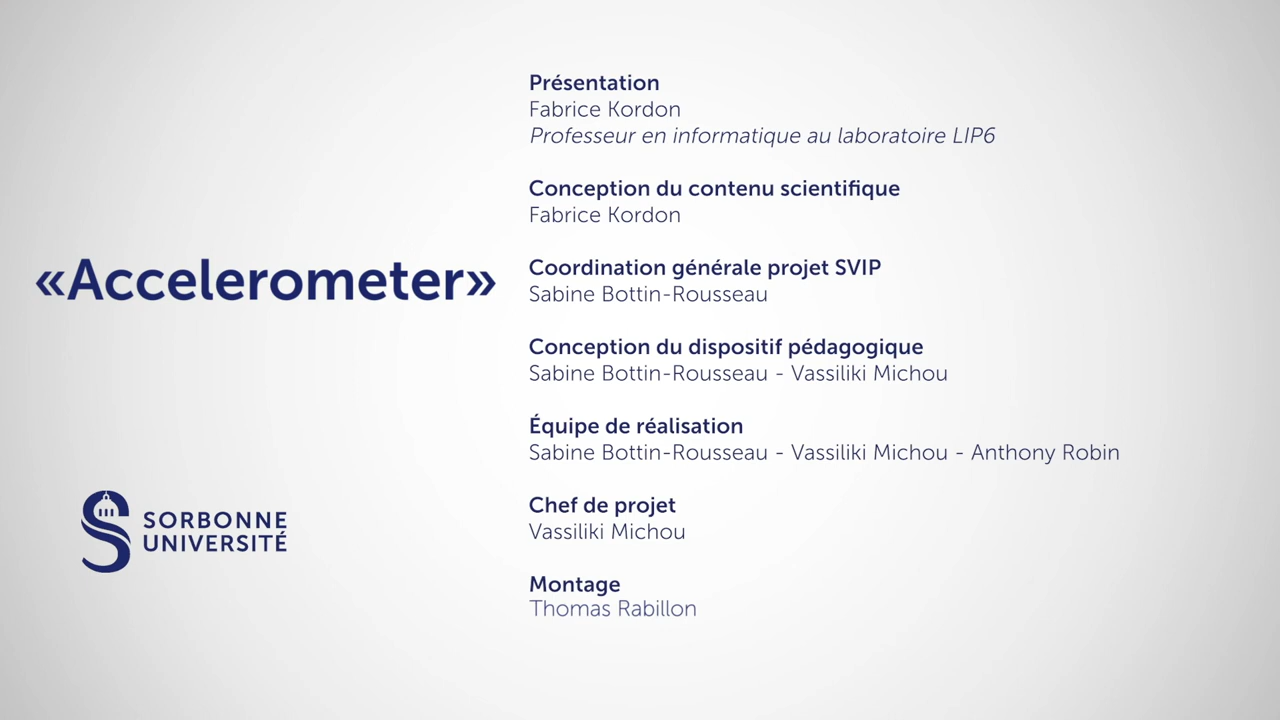 «Accelerometer»
SORBONNE
UNIVERSITÉ
Présentation
Fabrice Kordon
Professeur en informatique au laboratoire LIP6
Conception du contenu scientifique
Fabrice Kordon
Coordination générale projet SVIP
Sabine Bottin-Rousseau
Conception du dispositif pédagogique
Sabine Bottin-Rousseau - Vassiliki Michou
Équipe de réalisation
Sabine Bottin-Rousseau - Vassiliki Michou - Anthony Robin
Chef de projet
Vassiliki Michou
Montage
Thomas Rabillon